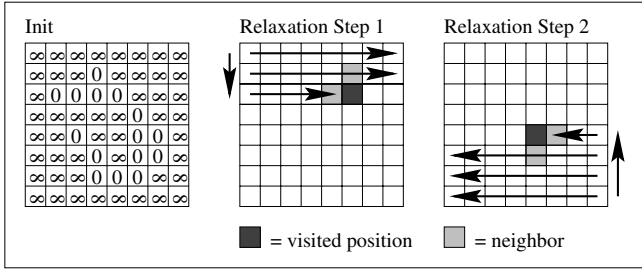 Init
∞ ∞ ∞ ∞ ∞ ∞ ∞ ∞
∞ ∞ ∞ 0 ∞ ∞ ∞ ∞
∞ 0 0 0 0 ∞ ∞ ∞
∞ ∞ ∞ ∞ ∞ 0 ∞ ∞
∞ ∞ 0 ∞ ∞ 0 0 ∞
∞ ∞ ∞ 0 ∞ 0 0 ∞
∞ ∞ ∞ 0 0 0 ∞ ∞
∞ ∞ ∞ ∞ ∞ ∞ ∞ ∞
Relaxation Step 1
Relaxation Step 2
= visited position
= neighbor